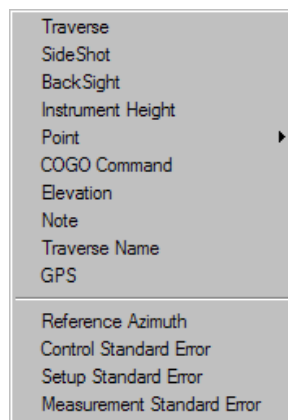 Traverse
SideShot
BackSight
Instrument Height
Point
COGO Command
Elevation
Note
Traverse Name
GPS
Reference Azimuth
Control Standard Error
Setup Standard Error
Measurement Standard Error